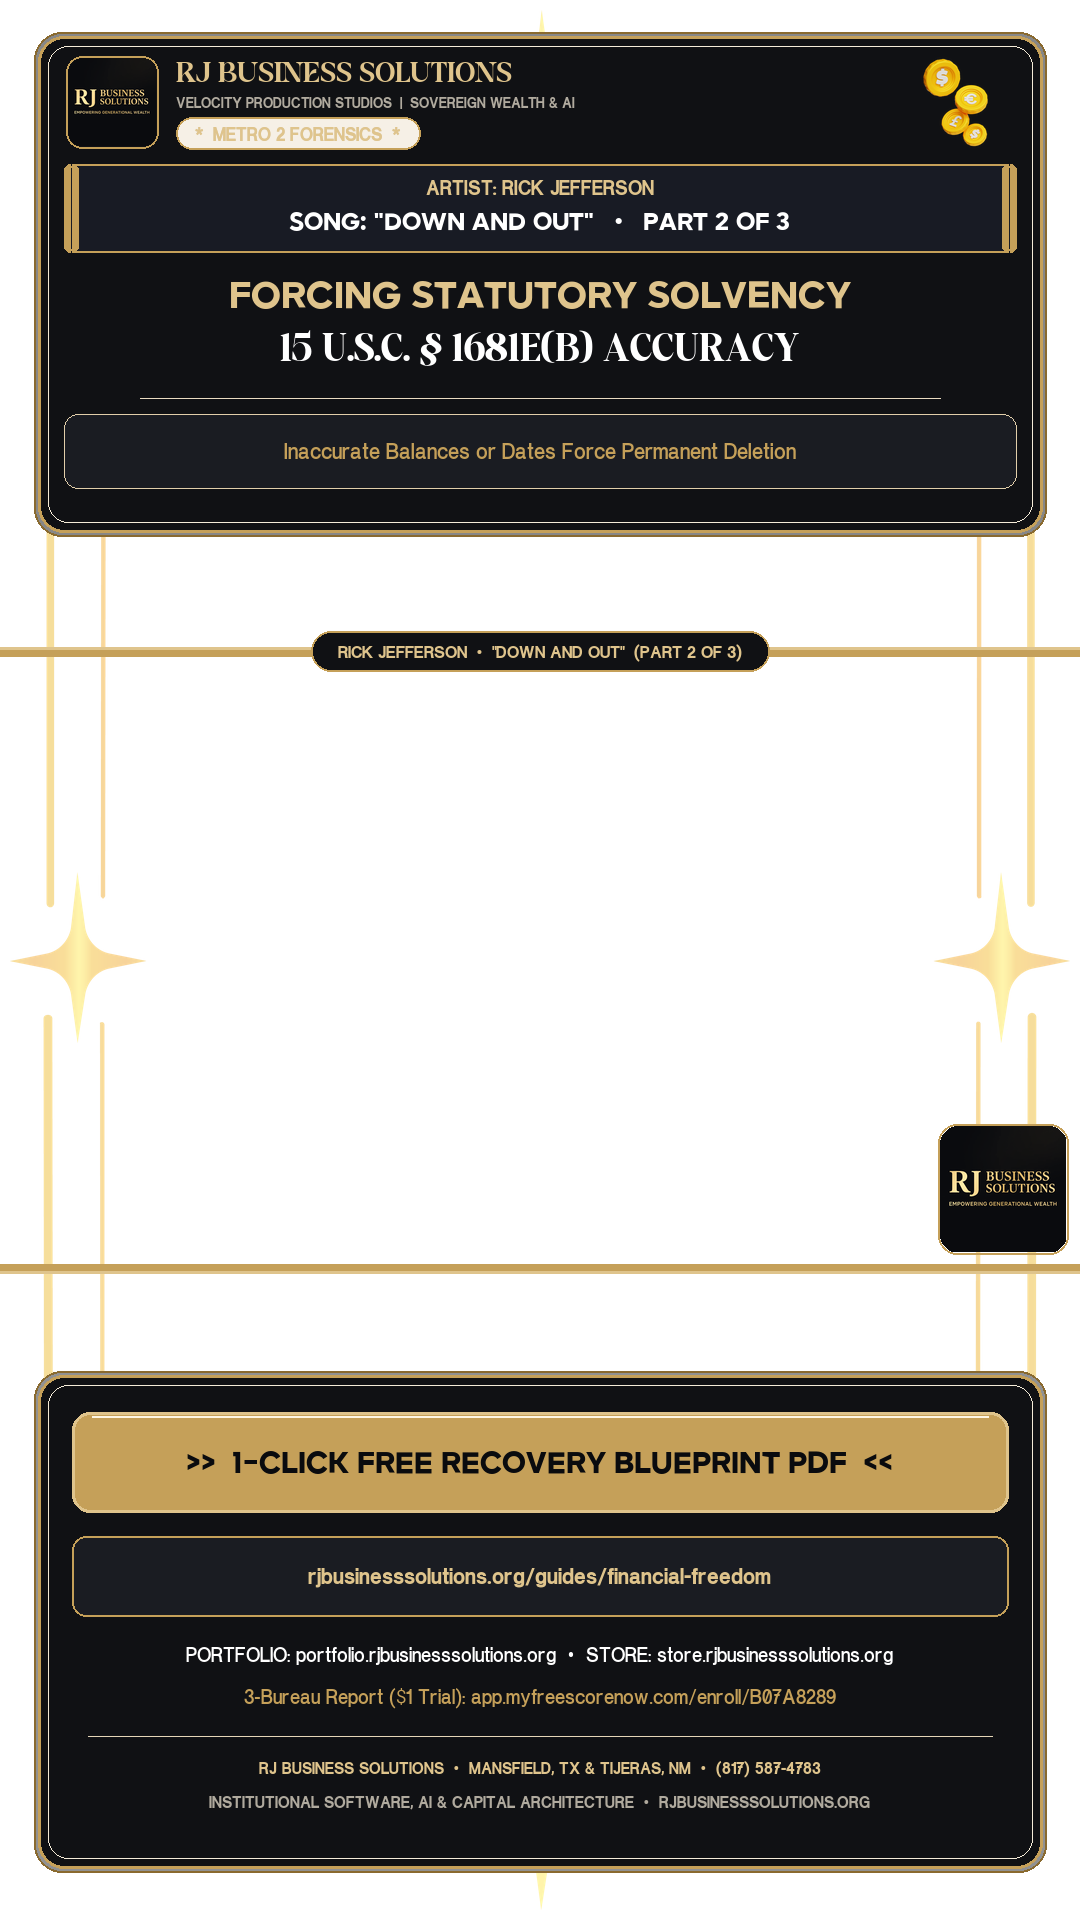 RJ BUSINESS SOLUTIONS
EMPOWERING GENERATIONAL WEALTH
RJ BUSINESS SOLUTIONS
VELOCITY PRODUCTION STUDIOS | SOVEREIGN WEALTH & AI
* METRO 2 FORENSICS *
ARTIST: RICK JEFFERSON
SONG: "DOWN AND OUT" • PART 2 OF 3
FORCING STATUTORY SOLVENCY
15 U.S.C. § 1681E(B) ACCURACY
Inaccurate Balances or Dates Force Permanent Deletion
RICK JEFFERSON • "DOWN AND OUT" (PART 2 OF 3)
RJ BUSINESS SOLUTIONS
EMPOWERING GENERATIONAL WEALTH
>> 1-CLICK FREE RECOVERY BLUEPRINT PDF <<
rjbusinesssolutions.org/guides/financial-freedom
PORTFOLIO: portfolio.rjbusinesssolutions.org • STORE: store.rjbusinesssolutions.org
3-Bureau Report ($1 Trial): app.myfreescorenow.com/enroll/B07A8289
RJ BUSINESS SOLUTIONS • MANSFIELD, TX & TIJERAS, NM • (817) 587-4783
INSTITUTIONAL SOFTWARE, AI & CAPITAL ARCHITECTURE • RJBUSINESSSOLUTIONS.ORG